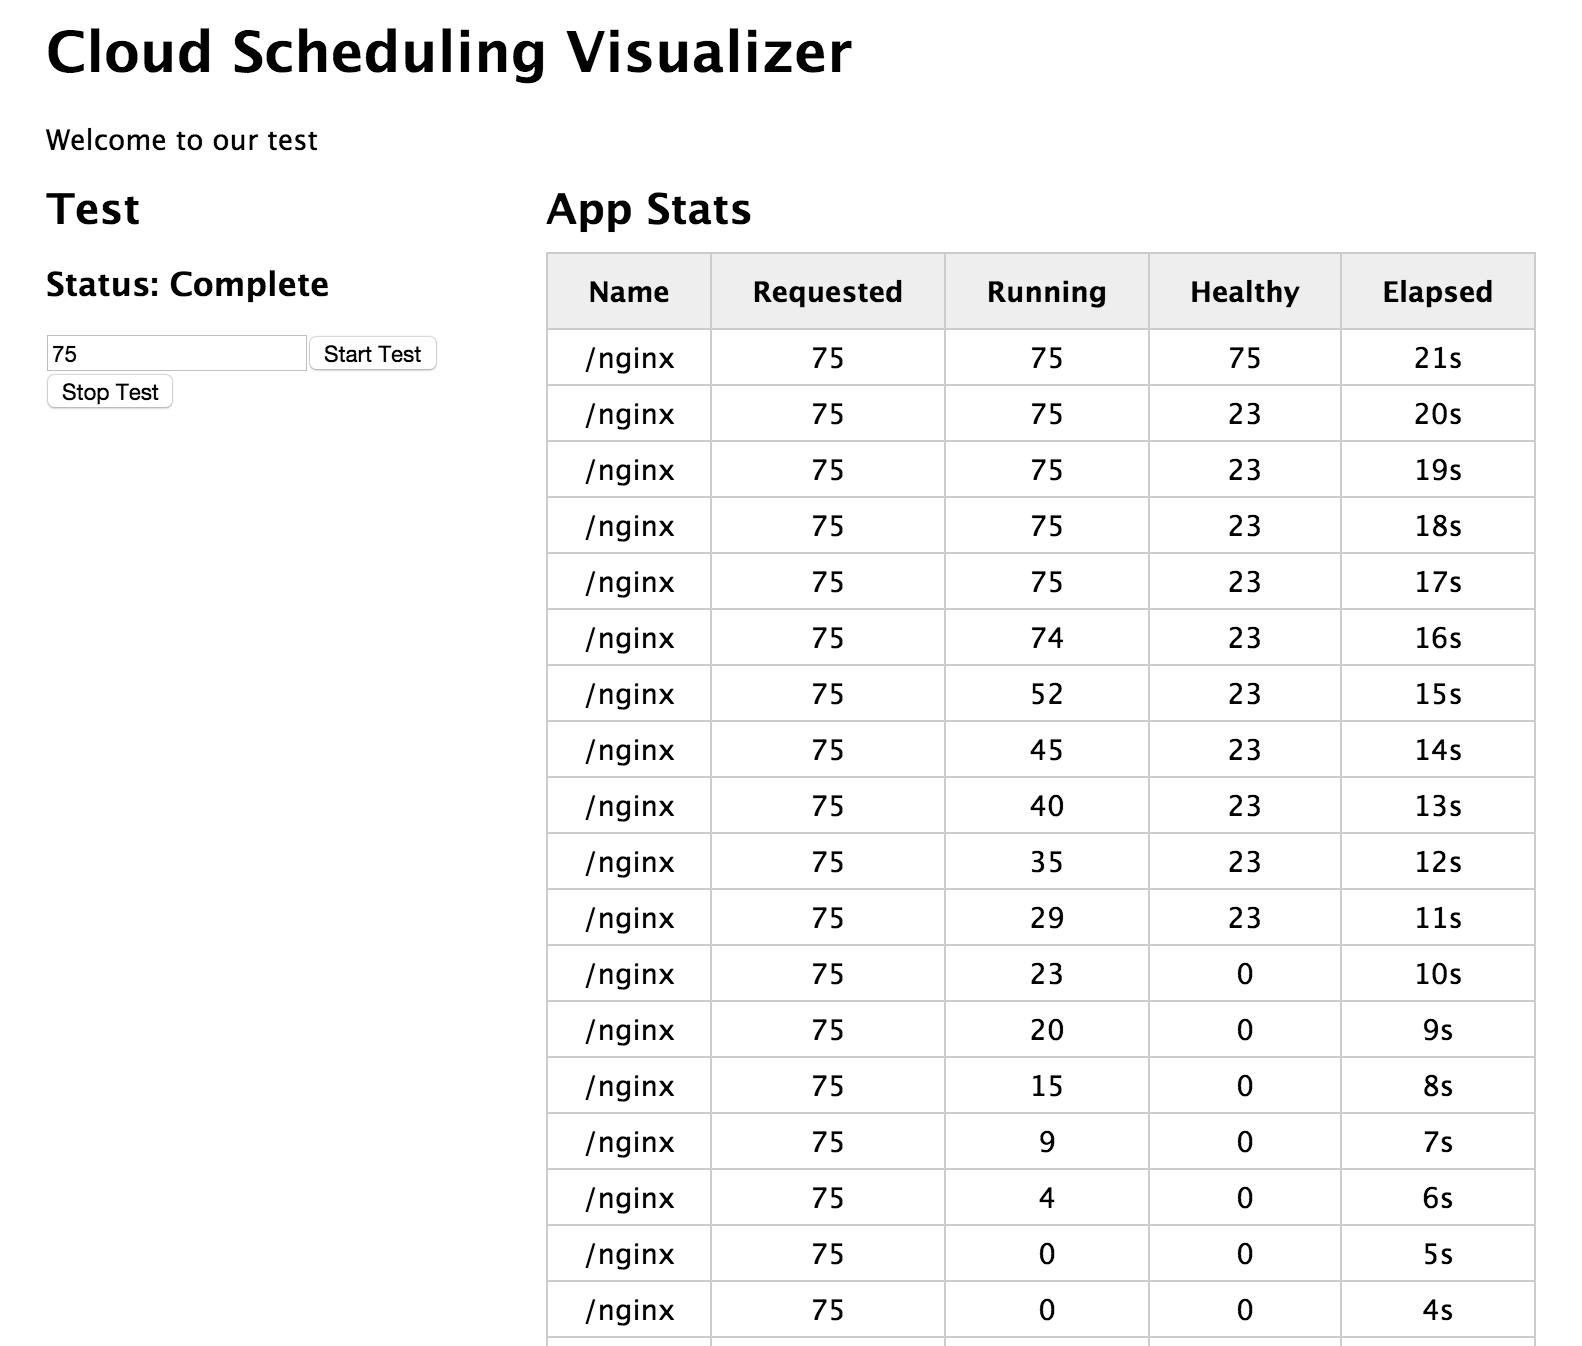 Cloud Scheduling Visualizer
Welcome to our test
Test
Status: Complete
75 Start Test
Stop Test
App Stats
Name Requested Running Healthy Elapsed
/nginx 75 75 75 21s
/nginx 75 75 23 20s
/nginx 75 75 23 19s
/nginx 75 75 23 18s
/nginx 75 75 23 17s
/nginx 75 74 23 16s
/nginx 75 52 23 15s
/nginx 75 45 23 14s
/nginx 75 40 23 13s
/nginx 75 35 23 12s
/nginx 75 29 23 11s
/nginx 75 23 0 10s
/nginx 75 20 0 9s
/nginx 75 15 0 8s
/nginx 75 9 0 7s
/nginx 75 4 0 6s
/nginx 75 0 0 5s
/nginx 75 0 0 4s